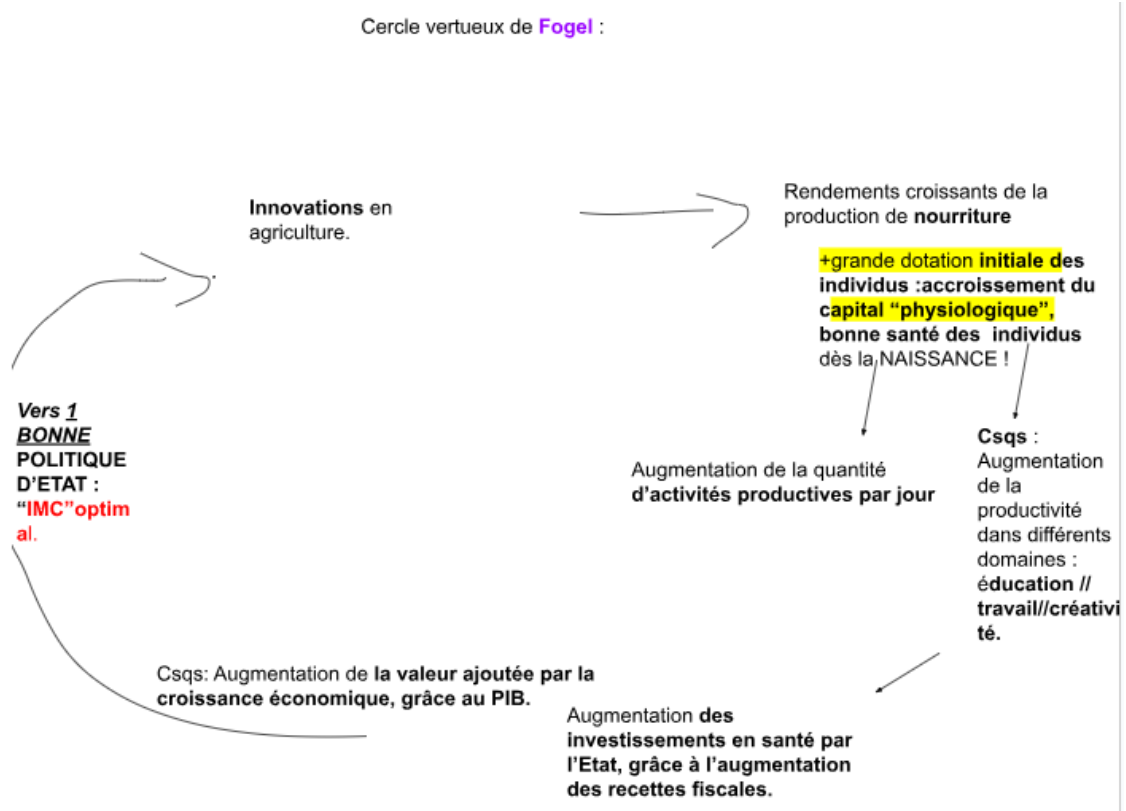 Cercle vertueux de Fogel :
Innovations en
agriculture.
Rendements croissants de la
production de nourriture
+grande dotation initiale des
individus :accroissement du
capital “physiologique”,
bonne santé des individus
dès la NAISSANCE !
Vers 1
BONNE
POLITIQUE
D’ETAT :
“IMC”optim
al.
Augmentation de la quantité
d’activités productives par jour
Csqs :
Augmentation
de la
productivité
dans différents
domaines :
éducation //
travail//créativi
té.
Csqs: Augmentation de la valeur ajoutée par la
croissance économique, grâce au PIB.
Augmentation des
investissements en santé par
l’Etat, grâce à l’augmentation
des recettes fiscales.